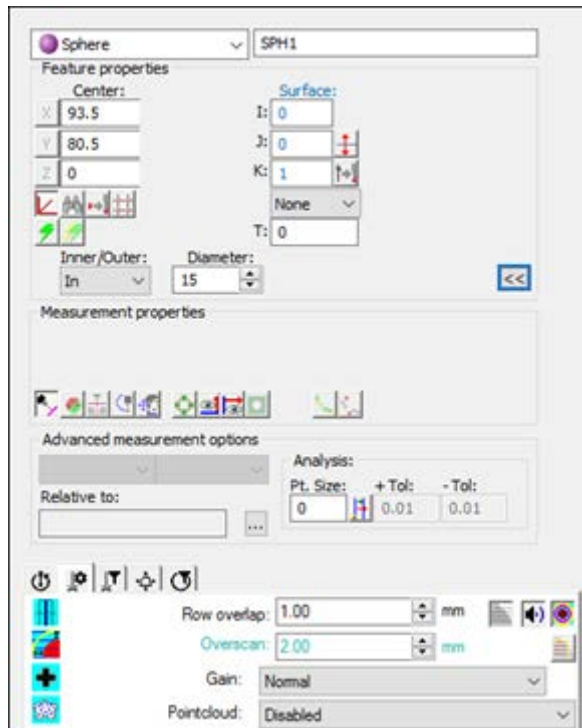 Sphere SPH1
Feature properties
Center: Surface:
X 93.5 I: 0
Y 80.5 J: 0
Z 0 K: 1
None
T: 0
Inner/Outer: Diameter:
In 15 <<
Measurement properties
Advanced measurement options
Analysis:
Pt. Size: + Tol: - Tol:
0 0.01 0.01
Relative to:
...
Row overlap: 1.00 mm
Overscan: 2.00 mm
Gain: Normal
Pointcloud: Disabled